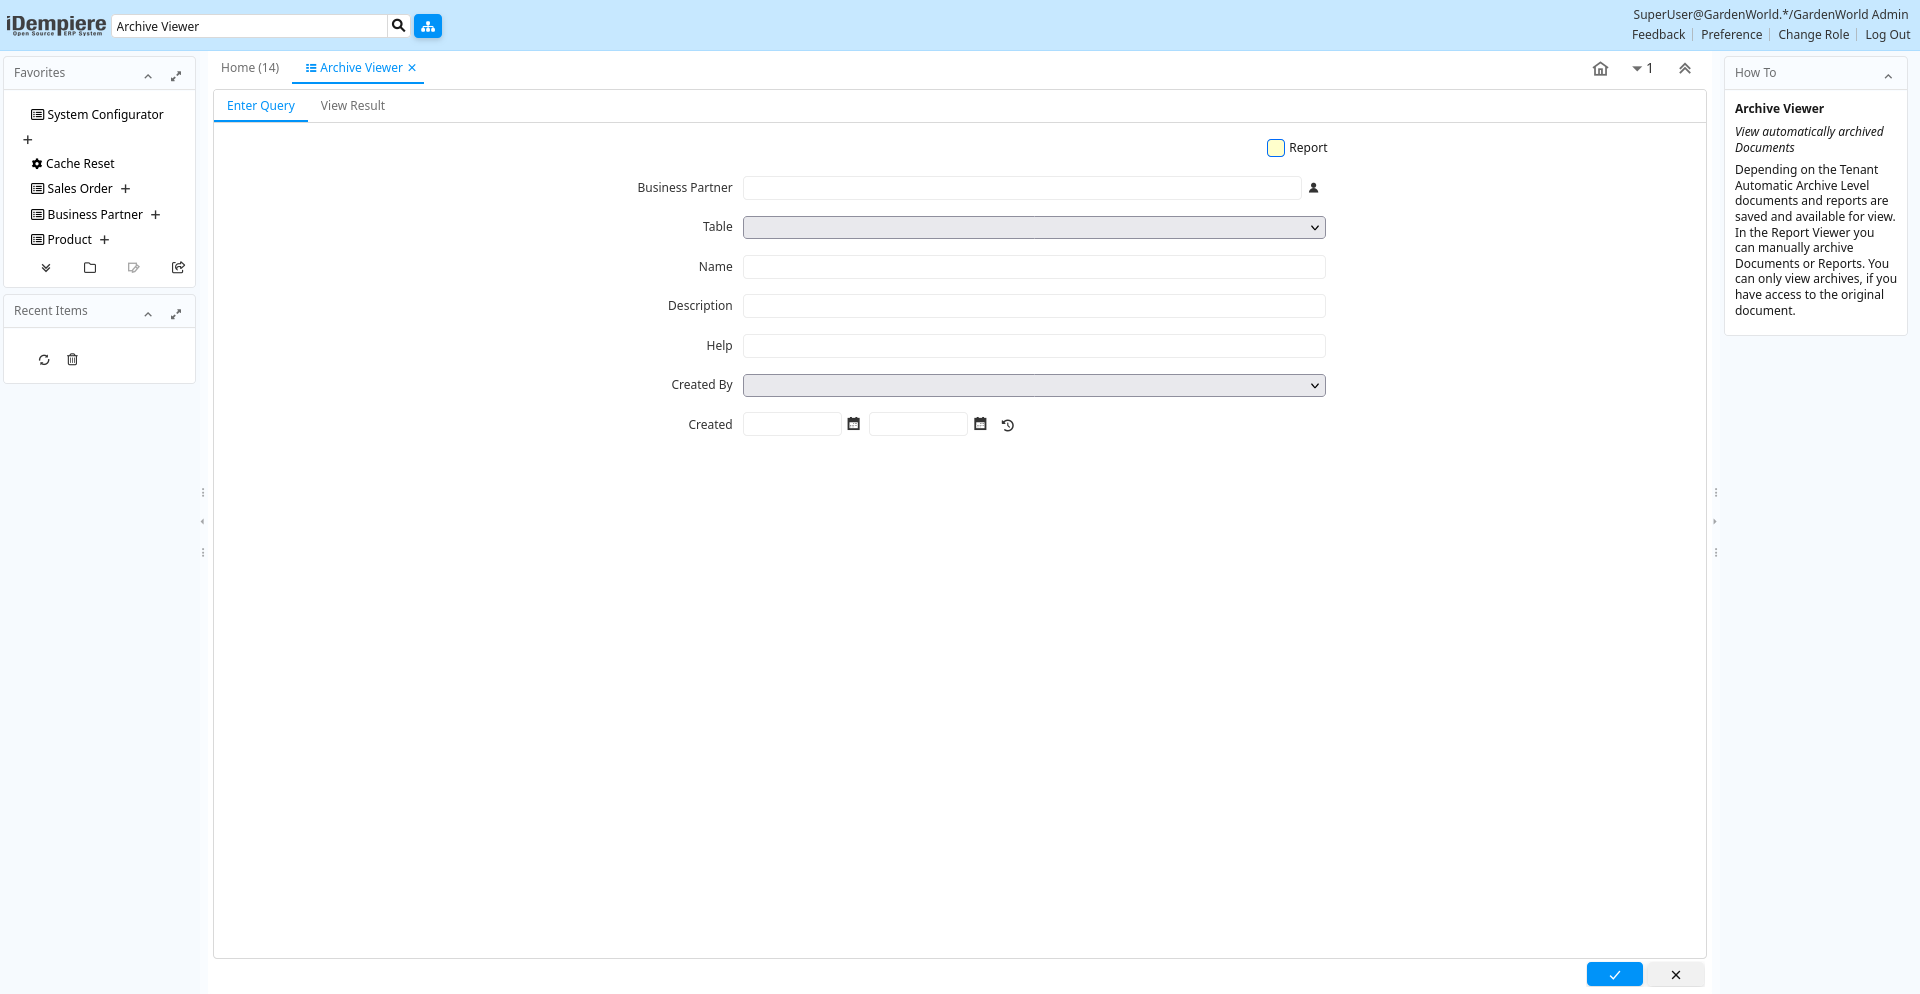 iDempiere
Open Source ERP System
Archive Viewer
SuperUser@GardenWorld.*/GardenWorld Admin
Feedback
Preference
Change Role
Log Out
Favorites
System Configurator
Cache Reset
Sales Order
Business Partner
Product
Recent Items
Home (14)
Archive Viewer
1
Enter Query
View Result
Report
Business Partner
Table
Name
Description
Help
Created By
Created
How To
Archive Viewer
View automatically archived
Documents
Depending on the Tenant
Automatic Archive Level
documents and reports are
saved and available for view.
In the Report Viewer you
can manually archive
Documents or Reports. You
can only view archives, if you
have access to the original
document.